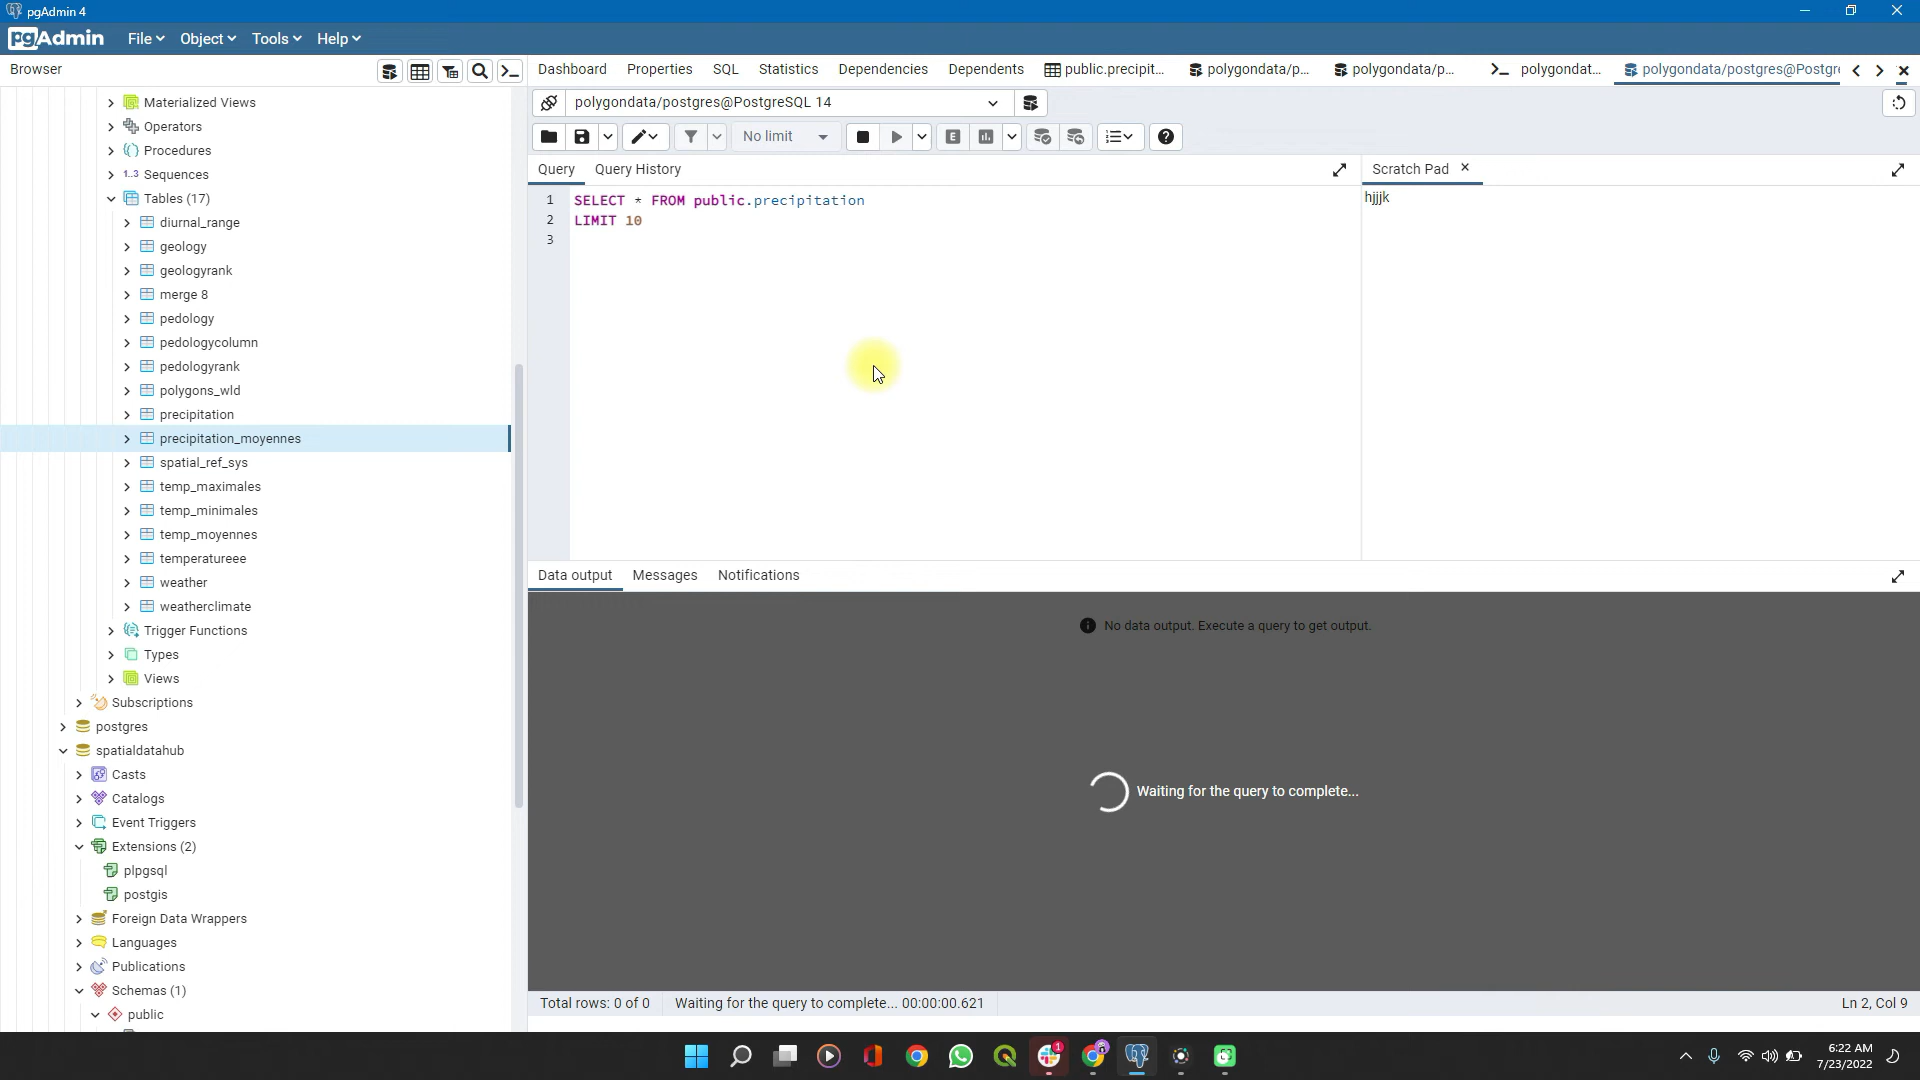 pgAdmin 4
pgAdmin File Object Tools Help
Browser
Dashboard Properties SQL Statistics Dependencies Dependents public.precipit... polygondata/p... polygondata/p... polygondat... polygondata/postgres@Postgre
polygondata/postgres@PostgreSQL 14
No limit
Query Query History
Scratch Pad
1 SELECT * FROM public.precipitation
2 LIMIT 10
3
hjjjk
Materialized Views
Operators
Procedures
1..3 Sequences
Tables (17)
diurnal_range
geology
geologyrank
merge 8
pedology
pedologycolumn
pedologyrank
polygons_wld
precipitation
precipitation_moyennes
spatial_ref_sys
temp_maximales
temp_minimales
temp_moyennes
temperatureee
weather
weatherclimate
Trigger Functions
Types
Views
Subscriptions
postgres
spatialdatahub
Casts
Catalogs
Event Triggers
Extensions (2)
plpgsql
postgis
Foreign Data Wrappers
Languages
Publications
Schemas (1)
public
Data output Messages Notifications
No data output. Execute a query to get output.
Waiting for the query to complete...
Total rows: 0 of 0 Waiting for the query to complete... 00:00:00.621
Ln 2, Col 9
1
6:22 AM
7/23/2022